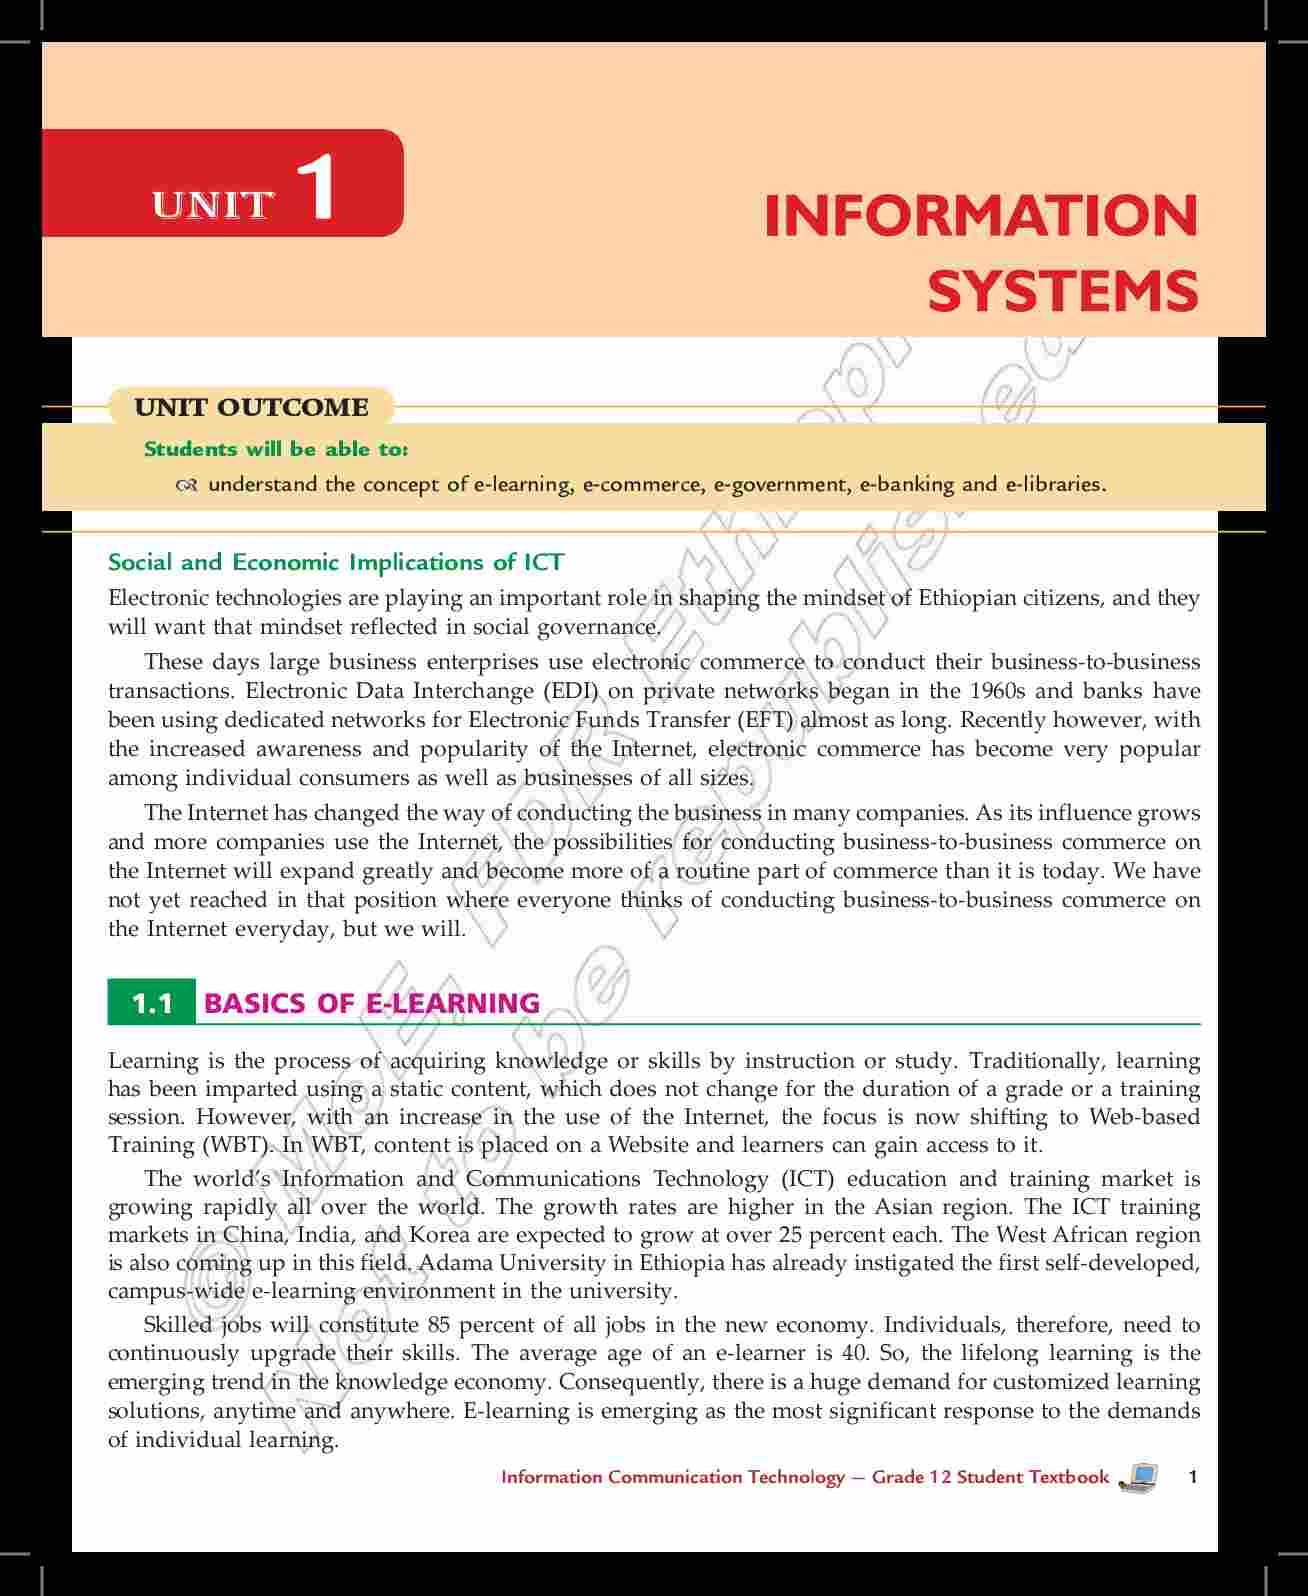 UNIT 1
INFORMATION
SYSTEMS
UNIT OUTCOME
Students will be able to:
understand the concept of e-learning, e-commerce, e-government, e-banking and e-libraries.
Social and Economic Implications of ICT
Electronic technologies are playing an important role in shaping the mindset of Ethiopian citizens, and they
will want that mindset reflected in social governance.
These days large business enterprises use electronic commerce to conduct their business-to-business
transactions. Electronic Data Interchange (EDI) on private networks began in the 1960s and banks have
been using dedicated networks for Electronic Funds Transfer (EFT) almost as long. Recently however, with
the increased awareness and popularity of the Internet, electronic commerce has become very popular
among individual consumers as well as businesses of all sizes.
The Internet has changed the way of conducting the business in many companies. As its influence grows
and more companies use the Internet, the possibilities for conducting business-to-business commerce on
the Internet will expand greatly and become more of a routine part of commerce than it is today. We have
not yet reached in that position where everyone thinks of conducting business-to-business commerce on
the Internet everyday, but we will.
1.1 BASICS OF E-LEARNING
Learning is the process of acquiring knowledge or skills by instruction or study. Traditionally, learning
has been imparted using a static content, which does not change for the duration of a grade or a training
session. However, with an increase in the use of the Internet, the focus is now shifting to Web-based
Training (WBT). In WBT, content is placed on a Website and learners can gain access to it.
The world's Information and Communications Technology (ICT) education and training market is
growing rapidly all over the world. The growth rates are higher in the Asian region. The ICT training
markets in China, India, and Korea are expected to grow at over 25 percent each. The West African region
is also coming up in this field. Adama University in Ethiopia has already instigated the first self-developed,
campus-wide e-learning environment in the university.
Skilled jobs will constitute 85 percent of all jobs in the new economy. Individuals, therefore, need to
continuously upgrade their skills. The average age of an e-learner is 40. So, the lifelong learning is the
emerging trend in the knowledge economy. Consequently, there is a huge demand for customized learning
solutions, anytime and anywhere. E-learning is emerging as the most significant response to the demands
of individual learning.
Information Communication Technology — Grade 12 Student Textbook 1
© MoE, FDR Ethiop
Not to be republished